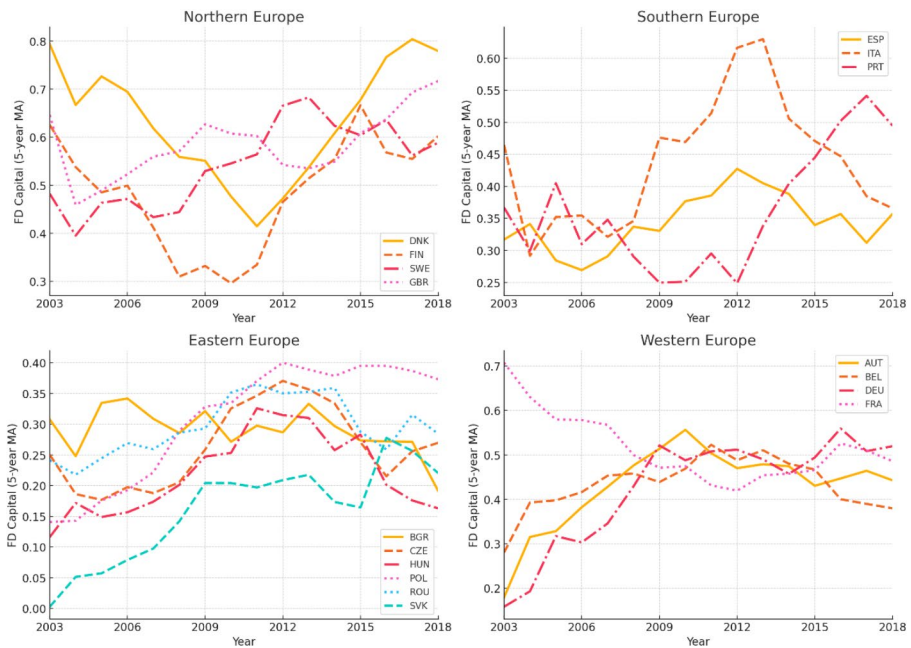 Northern Europe
FD Capital (5-year MA)
0.8
0.7
0.6
0.5
0.4
0.3
DNK
FIN
SWE
GBR
2003 2006 2009 2012 2015 2018
Year
Southern Europe
FD Capital (5-year MA)
0.60
0.55
0.50
0.45
0.40
0.35
0.30
0.25
ESP
ITA
PRT
2003 2006 2009 2012 2015 2018
Year
Eastern Europe
FD Capital (5-year MA)
0.40
0.35
0.30
0.25
0.20
0.15
0.10
0.05
0.00
BGR
CZE
HUN
POL
ROU
SVK
2003 2006 2009 2012 2015 2018
Year
Western Europe
FD Capital (5-year MA)
0.7
0.6
0.5
0.4
0.3
0.2
AUT
BEL
DEU
FRA
2003 2006 2009 2012 2015 2018
Year